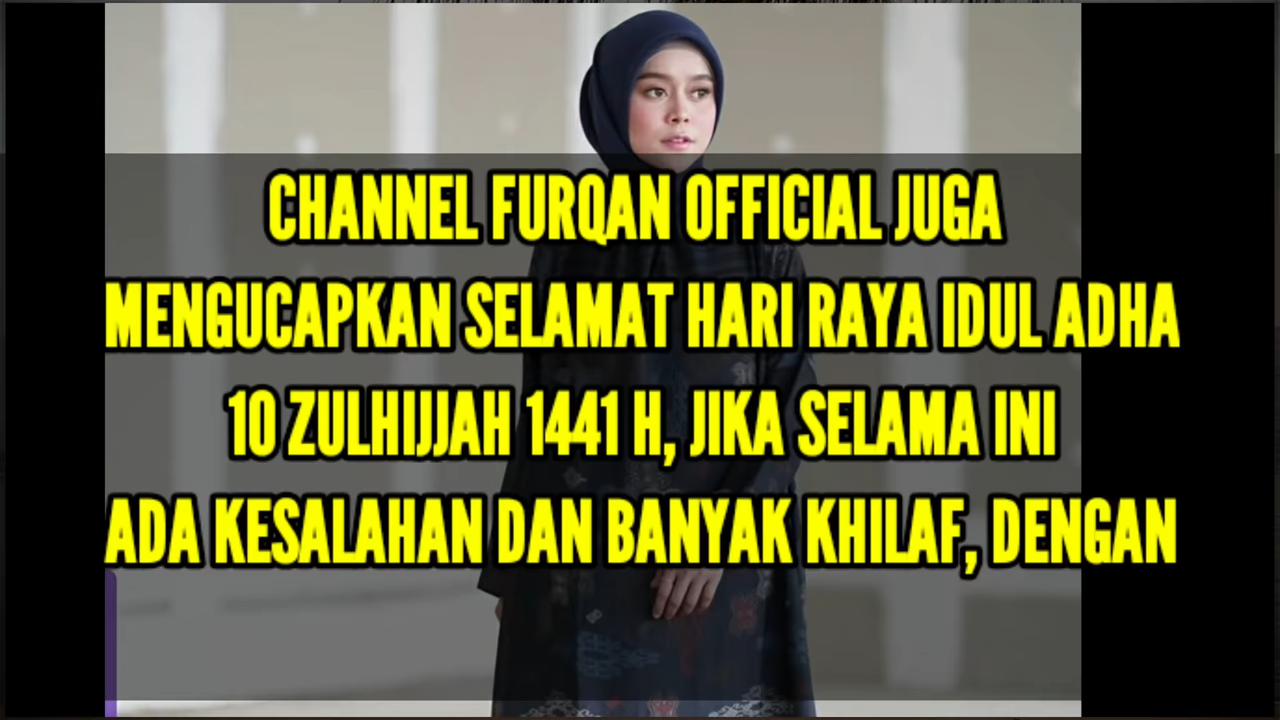 CHANNEL FURQAN OFFICIAL JUGA
MENGUCAPKAN SELAMAT HARI RAYA IDUL ADHA
10 ZULHIJJAH 1441 H, JIKA SELAMA INI
ADA KESALAHAN DAN BANYAK KHILAF, DENGAN